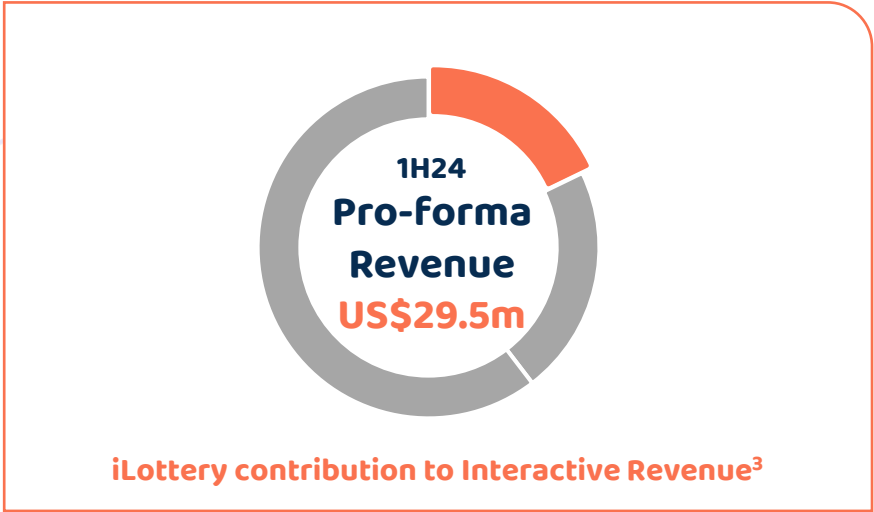 1H24
Pro-forma
Revenue
US$29.5m
iLottery contribution to Interactive Revenue³